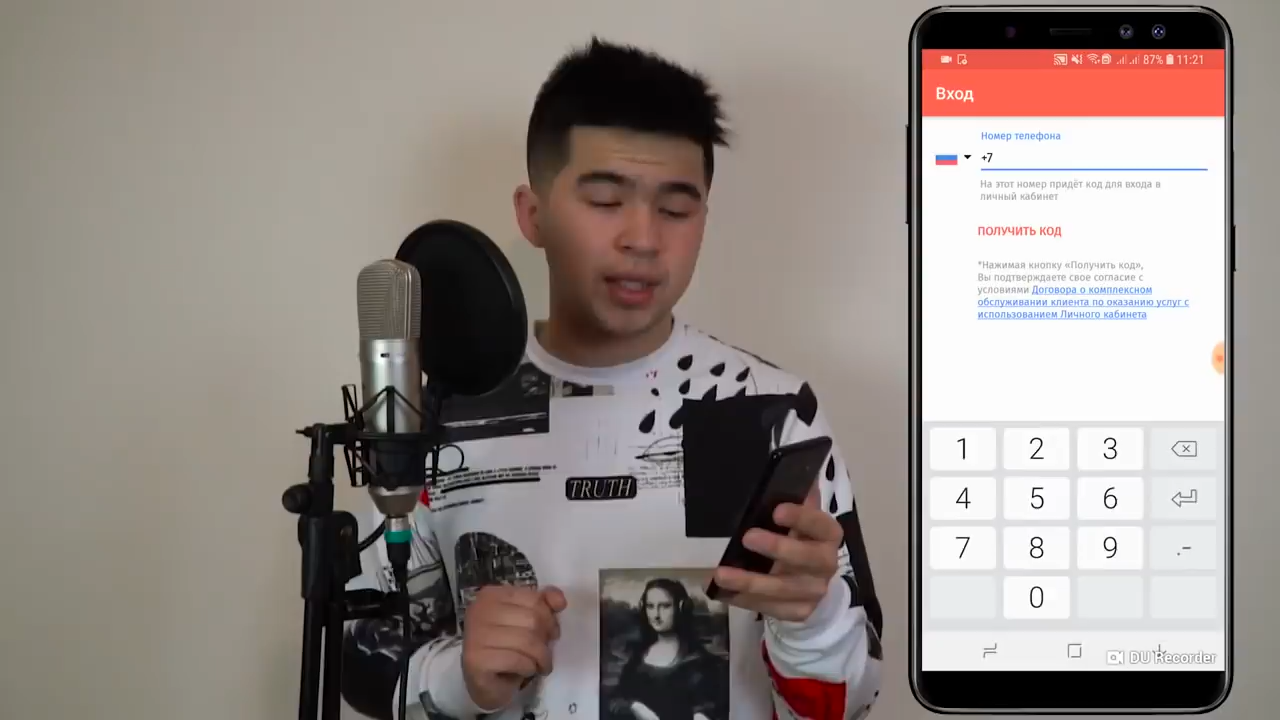 87% 11:21
Вход
Номер телефона
+7
На этот номер придёт код для входа в
личный кабинет
ПОЛУЧИТЬ КОД
*Нажимая кнопку «Получить код»,
Вы подтверждаете свое согласие с
условиями Договора о комплексном
обслуживании клиента по оказанию услуг с
использованием Личного кабинета
1 2 3
4 5 6
7 8 9 .-
0
DU Recorder
TRUTH